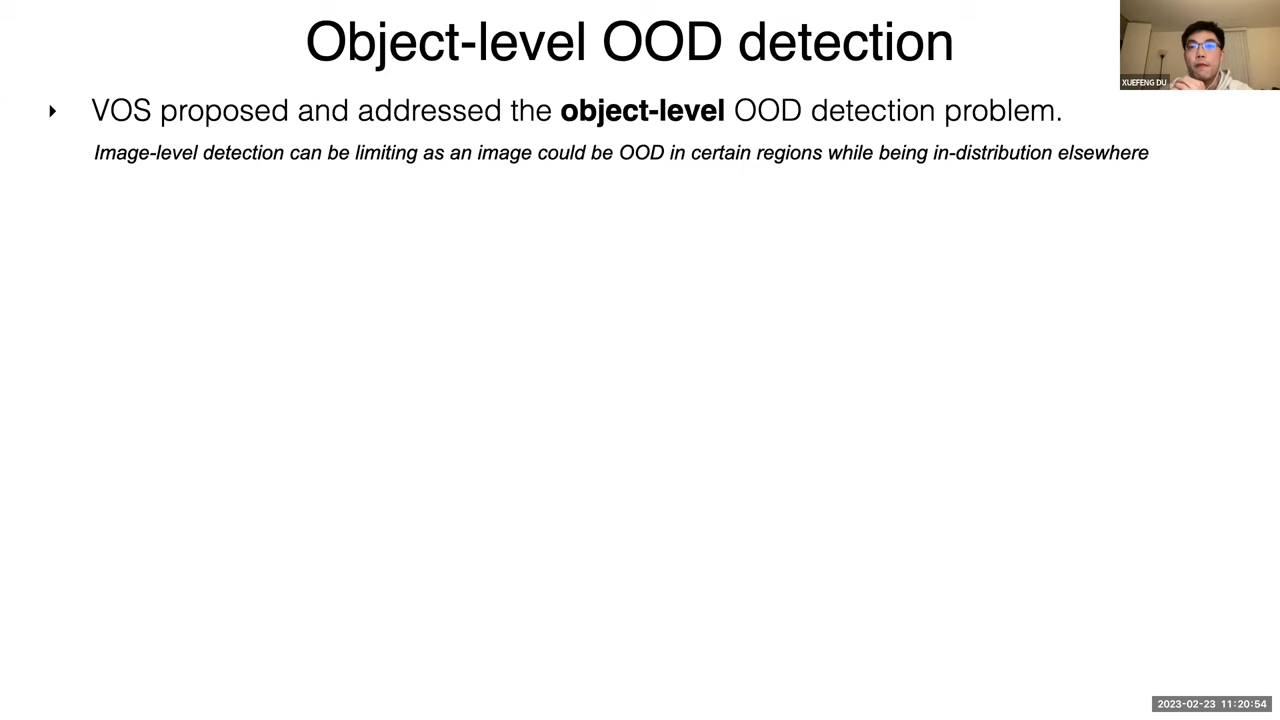 Object-level OOD detection
XUEFENG DU
VOS proposed and addressed the object-level OOD detection problem.
Image-level detection can be limiting as an image could be OOD in certain regions while being in-distribution elsewhere
2023-02-23 11:20:54